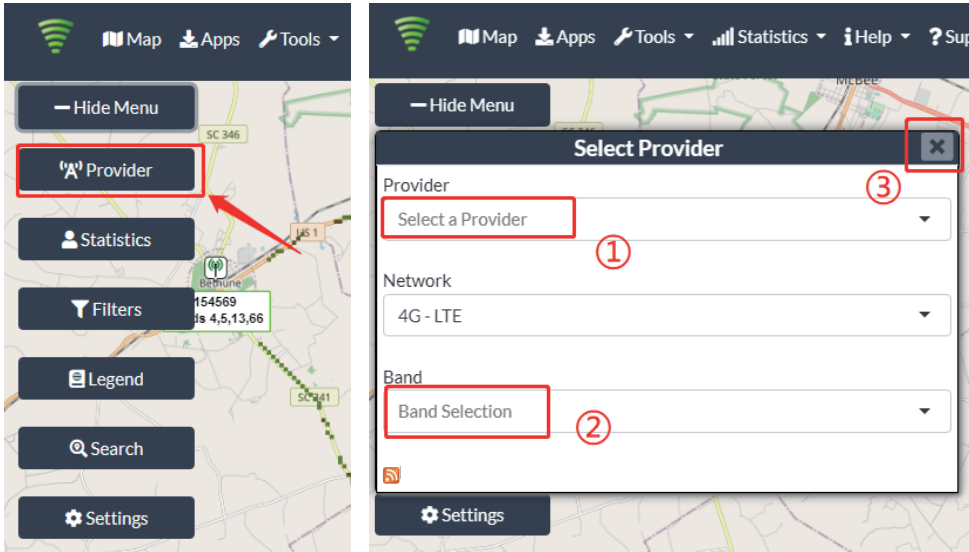 Map Apps Tools
Hide Menu
SC 346
Provider
Statistics
US 1
Bethune
154569
ds 4,5,13,66
Filters
Legend
SC 341
Search
Settings
Map Apps Tools Statistics Help ? Sup
McBee
Hide Menu
Select Provider
③
Provider
Select a Provider
①
Network
4G - LTE
Band
Band Selection
②
Settings